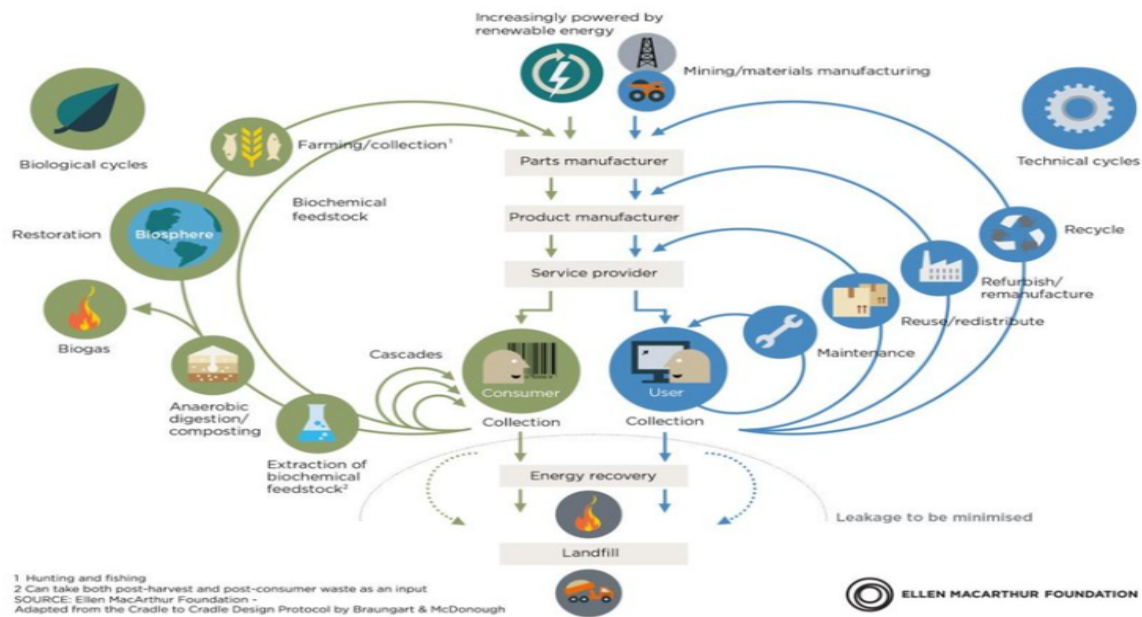 Increasingly powered by
renewable energy
Mining/materials manufacturing
Biological cycles
Farming/collection¹
Parts manufacturer
Technical cycles
Biochemical
feedstock
Product manufacturer
Restoration
Biosphere
Recycle
Service provider
Refurbish/
remanufacture
Biogas
Reuse/redistribute
Cascades
Maintenance
Consumer
User
Anaerobic
digestion/
composting
Collection
Collection
Extraction of
biochemical
feedstock²
Energy recovery
Leakage to be minimised
Landfill
1 Hunting and fishing
2 Can take both post-harvest and post-consumer waste as an input
SOURCE: Ellen MacArthur Foundation -
Adapted from the Cradle to Cradle Design Protocol by Braungart & McDonough
ELLEN MACARTHUR FOUNDATION